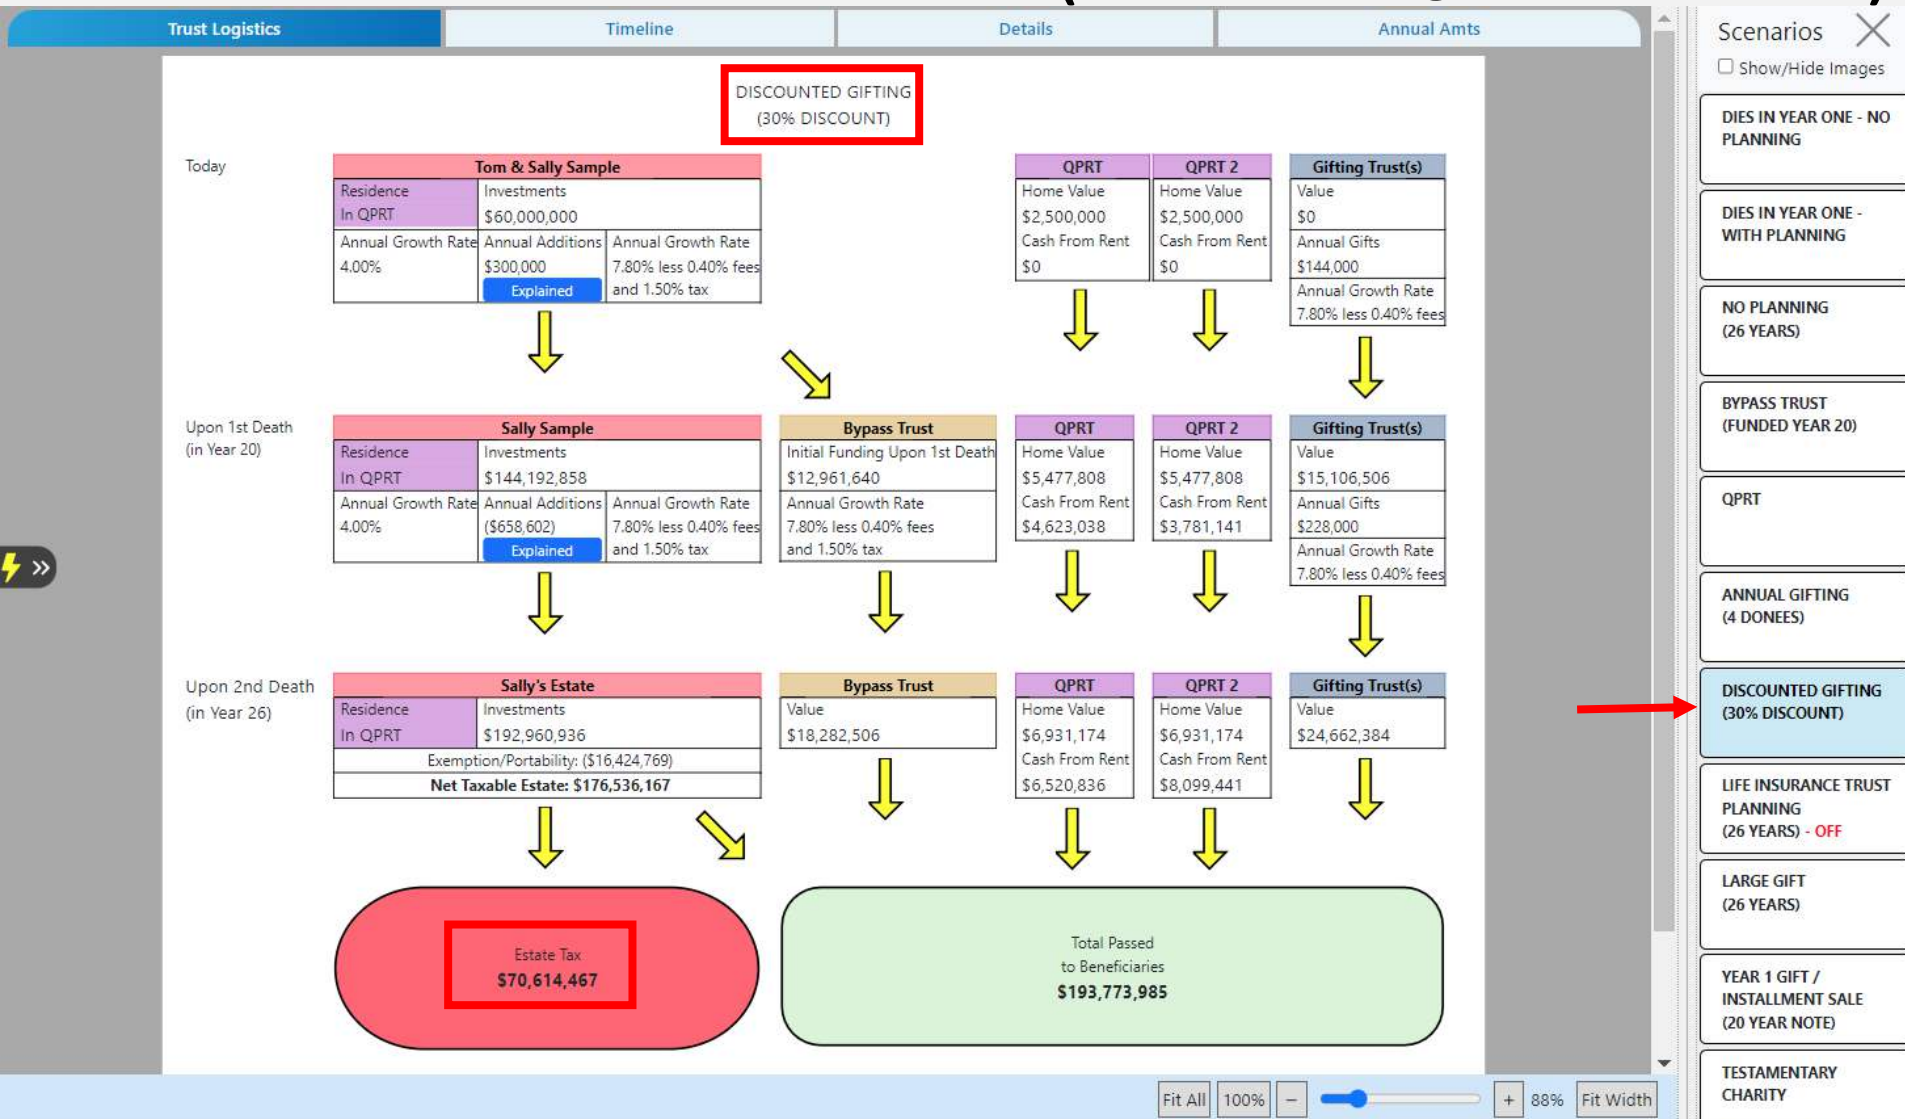 Trust Logistics
Timeline
Details
Annual Amts
DISCOUNTED GIFTING
(30% DISCOUNT)
Today
Tom & Sally Sample
Residence
In QPRT
Investments
$60,000,000
Annual Growth Rate
4.00%
Annual Additions
$300,000
Explained
Annual Growth Rate
7.80% less 0.40% fees
and 1.50% tax
QPRT
Home Value
$2,500,000
Cash From Rent
$0
QPRT 2
Home Value
$2,500,000
Cash From Rent
$0
Gifting Trust(s)
Value
$0
Annual Gifts
$144,000
Annual Growth Rate
7.80% less 0.40% fees
Upon 1st Death
(in Year 20)
Sally Sample
Residence
In QPRT
Investments
$144,192,858
Annual Growth Rate
4.00%
Annual Additions
($658,602)
Explained
Annual Growth Rate
7.80% less 0.40% fees
and 1.50% tax
Bypass Trust
Initial Funding Upon 1st Death
$12,961,640
Annual Growth Rate
7.80% less 0.40% fees
and 1.50% tax
QPRT
Home Value
$5,477,808
Cash From Rent
$4,623,038
QPRT 2
Home Value
$5,477,808
Cash From Rent
$3,781,141
Gifting Trust(s)
Value
$15,106,506
Annual Gifts
$228,000
Annual Growth Rate
7.80% less 0.40% fees
Upon 2nd Death
(in Year 26)
Sally's Estate
Residence
In QPRT
Investments
$192,960,936
Exemption/Portability: ($16,424,769)
Net Taxable Estate: $176,536,167
Bypass Trust
Value
$18,282,506
QPRT
Home Value
$6,931,174
Cash From Rent
$6,520,836
QPRT 2
Home Value
$6,931,174
Cash From Rent
$8,099,441
Gifting Trust(s)
Value
$24,662,384
Estate Tax
$70,614,467
Total Passed
to Beneficiaries
$193,773,985
Fit All
100%
−
+
88%
Fit Width
Scenarios
Show/Hide Images
DIES IN YEAR ONE - NO
PLANNING
DIES IN YEAR ONE -
WITH PLANNING
NO PLANNING
(26 YEARS)
BYPASS TRUST
(FUNDED YEAR 20)
QPRT
ANNUAL GIFTING
(4 DONEES)
DISCOUNTED GIFTING
(30% DISCOUNT)
LIFE INSURANCE TRUST
PLANNING
(26 YEARS) - OFF
LARGE GIFT
(26 YEARS)
YEAR 1 GIFT /
INSTALLMENT SALE
(20 YEAR NOTE)
TESTAMENTARY
CHARITY